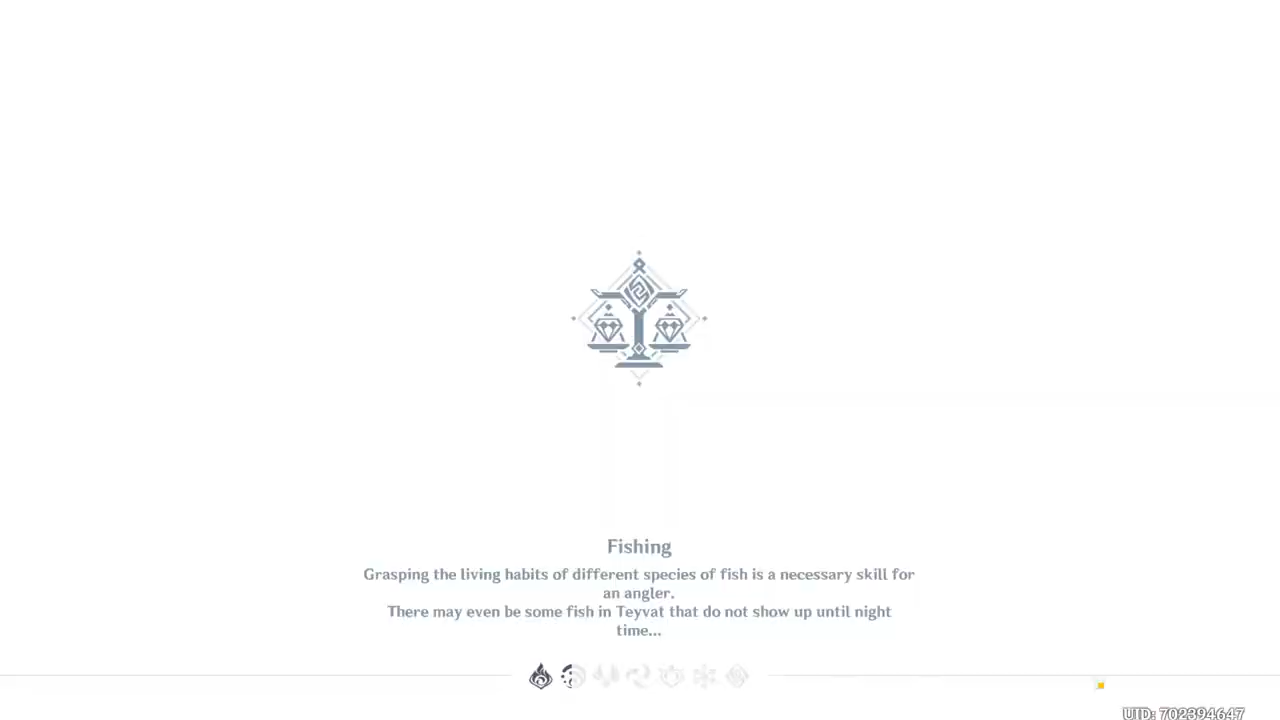 Fishing
Grasping the living habits of different species of fish is a necessary skill for
an angler.
There may even be some fish in Teyvat that do not show up until night
time...
UID: 702394647